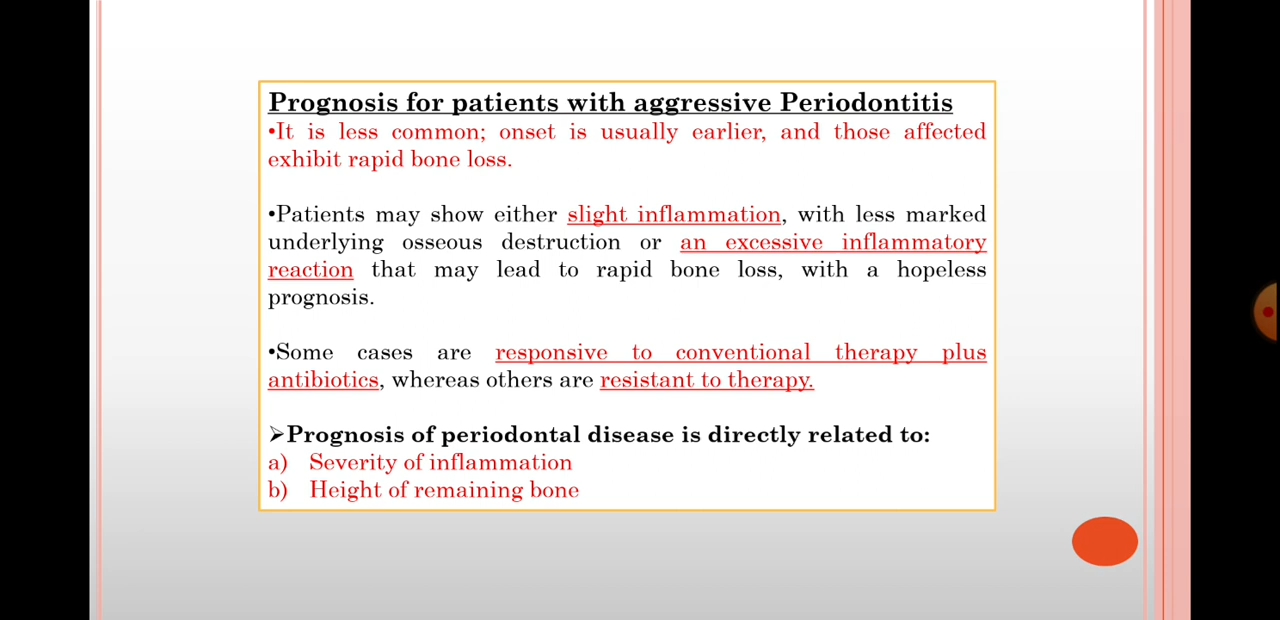 Prognosis for patients with aggressive Periodontitis
•It is less common; onset is usually earlier, and those affected
exhibit rapid bone loss.
•Patients may show either slight inflammation, with less marked
underlying osseous destruction or an excessive inflammatory
reaction that may lead to rapid bone loss, with a hopeless
prognosis.
•Some cases are responsive to conventional therapy plus
antibiotics, whereas others are resistant to therapy.
➢Prognosis of periodontal disease is directly related to:
a) Severity of inflammation
b) Height of remaining bone